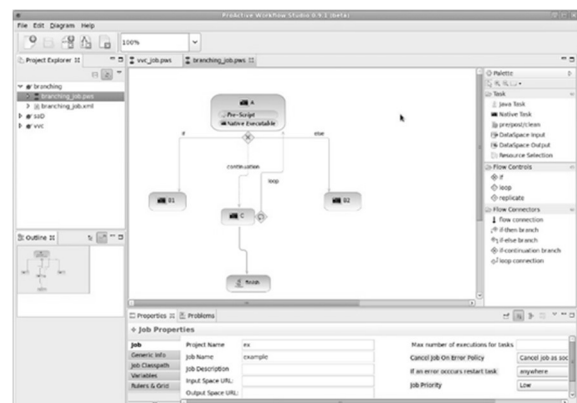 ProActive Workflow Studio 0.9.1 (beta)
File Edit Diagram Help
100%
Project Explorer
branching
branching_job.pws
branching_job.xml
vvc
Outline
vvc_job.pws
branching_job.pws
A
Pre-Script
Native Executable
if
else
continuation
loop
B1
B2
C
Palette
Task
Java Task
Native Task
pre/post/clean
DataSpace Input
DataSpace Output
Resource Selection
Flow Controls
if
loop
replicate
Flow Connectors
flow connection
if-then branch
if-else branch
if-continuation branch
loop connection
Properties
Problems
Job Properties
Job
Generic Info
Job Classpath
Variables
Rulers & Grid
Project Name
ex
Job Name
example
Job Description
Input Space URL:
Output Space URL:
Max number of executions for tasks
Cancel Job On Error Policy
Cancel job as soo
If an error occurs restart task
anywhere
Job Priority
Low